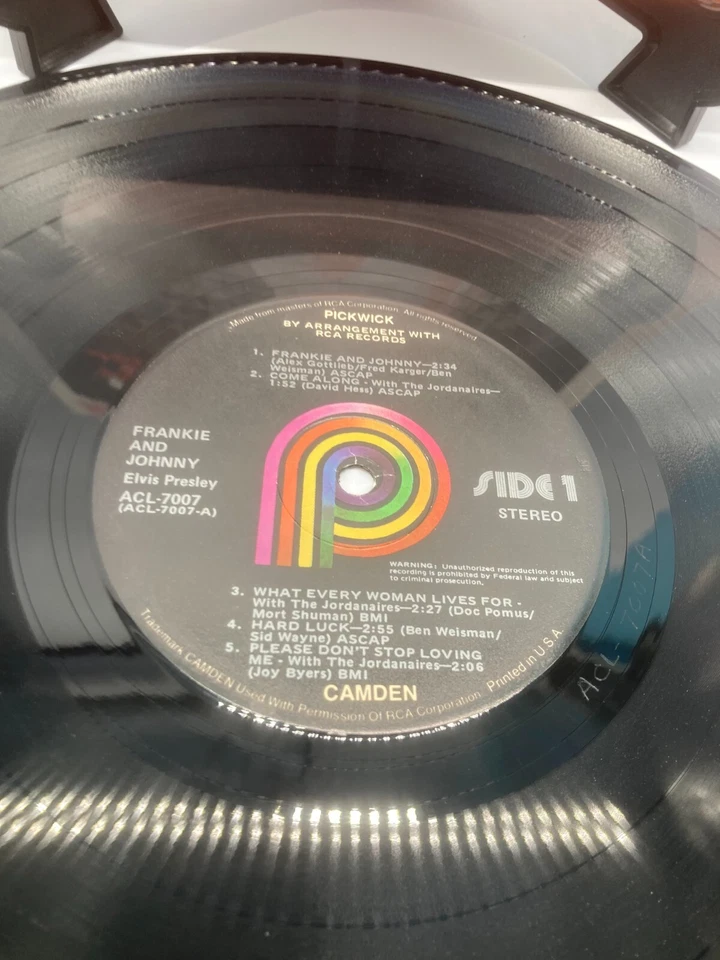 Made from masters of RCA Corporation. All rights reserved
PICKWICK
BY ARRANGEMENT WITH
RCA RECORDS
1. FRANKIE AND JOHNNY—2:34
(Alex Gottlieb/Fred Karger/Ben
Weisman) ASCAP
2. COME ALONG - With The Jordanaires—
1:52 (David Hess) ASCAP
FRANKIE
AND
JOHNNY
Elvis Presley
ACL-7007
(ACL-7007-A)
SIDE 1
STEREO
WARNING: Unauthorized reproduction of this
recording is prohibited by Federal law and subject
to criminal prosecution.
3. WHAT EVERY WOMAN LIVES FOR -
With The Jordanaires—2:27 (Doc Pomus/
Mort Shuman) BMI
4. HARD LUCK—2:55 (Ben Weisman/
Sid Wayne) ASCAP
5. PLEASE DON'T STOP LOVING
ME - With The Jordanaires—2:06
(Joy Byers) BMI
CAMDEN
Trademark CAMDEN Used With Permission Of RCA Corporation. Printed in U.S.A.
ACL-7007A